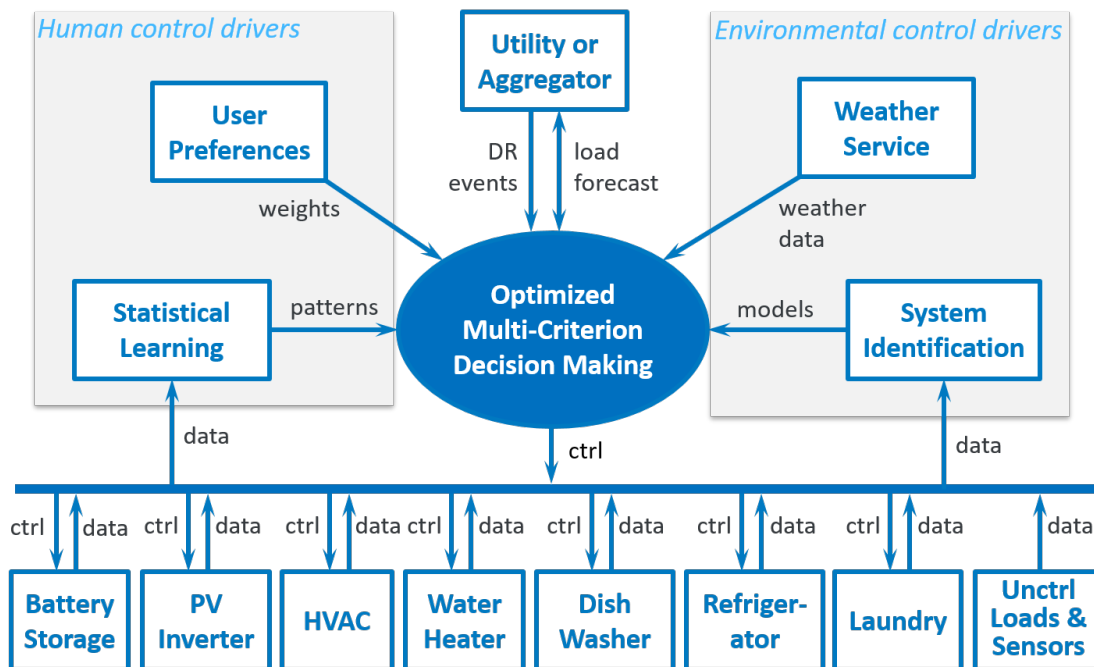 Human control drivers
Environmental control drivers
Utility or
Aggregator
User
Preferences
Weather
Service
DR
events
load
forecast
weights
weather
data
Optimized
Multi-Criterion
Decision Making
Statistical
Learning
patterns
models
System
Identification
data
ctrl
data
ctrl
data
ctrl
data
ctrl
data
ctrl
data
ctrl
data
ctrl
data
ctrl
data
data
Battery
Storage
PV
Inverter
HVAC
Water
Heater
Dish
Washer
Refriger-
ator
Laundry
Unctrl
Loads &
Sensors